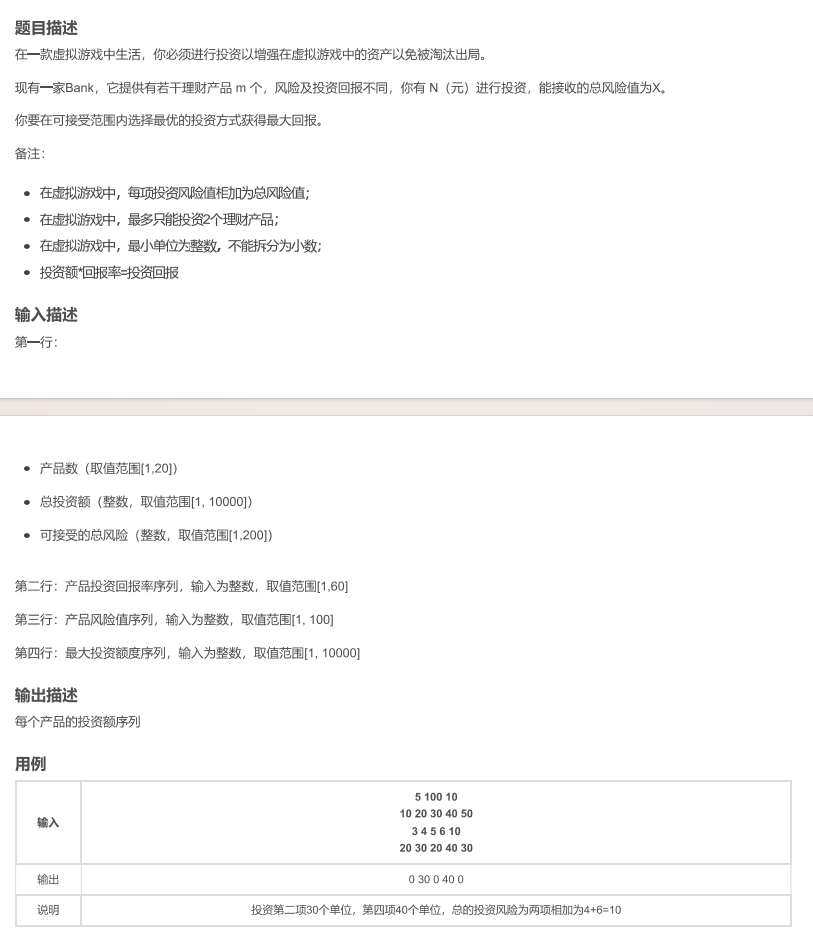 题目描述
在一款虚拟游戏中生活，你必须进行投资以增强在虚拟游戏中的资产以免被淘汰出局。
现有一家Bank，它提供有若干理财产品 m 个，风险及投资回报不同，你有 N（元）进行投资，能接收的总风险值为X。
你要在可接受范围内选择最优的投资方式获得最大回报。
备注：
• 在虚拟游戏中，每项投资风险值相加为总风险值；
• 在虚拟游戏中，最多只能投资2个理财产品；
• 在虚拟游戏中，最小单位为整数，不能拆分为小数；
• 投资额*回报率=投资回报
输入描述
第一行：
• 产品数（取值范围[1,20]）
• 总投资额（整数，取值范围[1, 10000]）
• 可接受的总风险（整数，取值范围[1,200]）
第二行：产品投资回报率序列，输入为整数，取值范围[1,60]
第三行：产品风险值序列，输入为整数，取值范围[1, 100]
第四行：最大投资额度序列，输入为整数，取值范围[1, 10000]
输出描述
每个产品的投资额序列
用例
输入
5 100 10
10 20 30 40 50
3 4 5 6 10
20 30 20 40 30
输出 0 30 0 40 0
说明 投资第二项30个单位，第四项40个单位，总的投资风险为两项相加为4+6=10